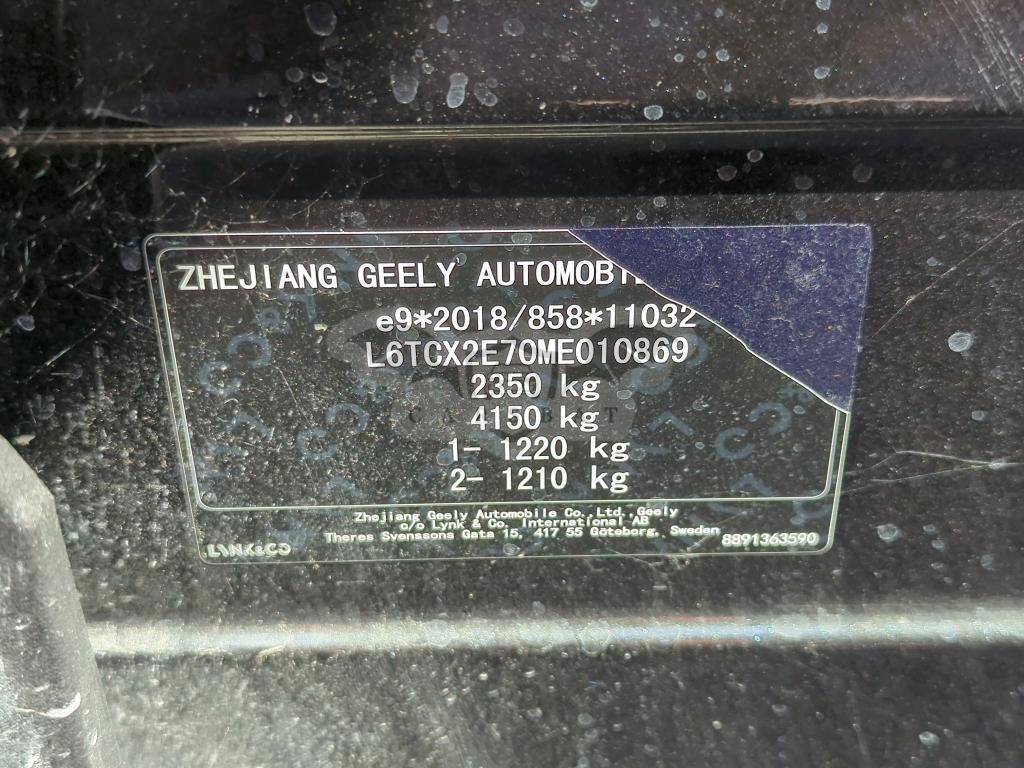 ZHEJIANG GEELY
e9*2018/858*11032
L6TCX2E70ME010869
2350 kg
4150 kg
1- 1220 kg
2- 1210 kg
Zhejiang Geely Automobile Co., Ltd., Geely
c/o Lynk & Co. International AB
Theres Svenssons Gata 15, 417 55 Göteborg, Sweden
LYNK&CO
8891363590